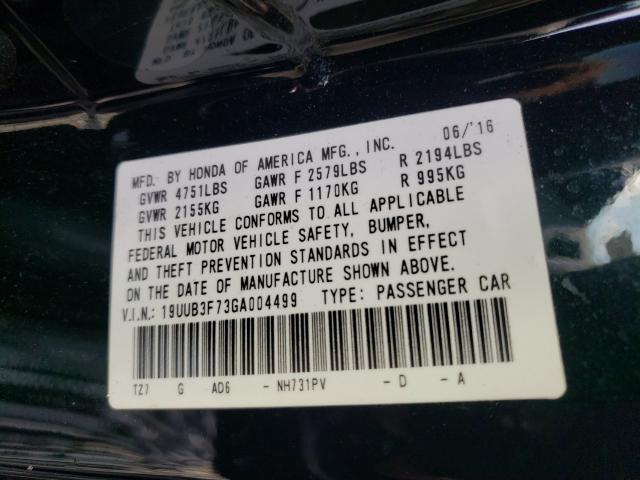 MFD. BY HONDA OF AMERICA MFG., INC. 06/'16
GVWR 4751LBS GAWR F 2579LBS R 2194LBS
GVWR 2155KG GAWR F 1170KG R 995KG
THIS VEHICLE CONFORMS TO ALL APPLICABLE
FEDERAL MOTOR VEHICLE SAFETY, BUMPER,
AND THEFT PREVENTION STANDARDS IN EFFECT
ON THE DATE OF MANUFACTURE SHOWN ABOVE.
V.I.N.: 19UUB3F73GA004499 TYPE: PASSENGER CAR
TZ7 G AD6 - NH731PV - D - A